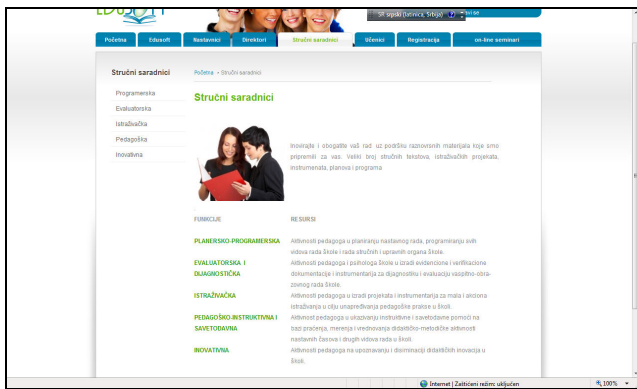 EDUSOFT
SR srpski (latinica, Srbija)
Početna Edusoft Nastavnici Direktori Stručni saradnici Učenici Registracija on-line seminari
Stručni saradnici
Programerska
Evaluatorska
Istraživačka
Pedagoška
Inovativna
Početna » Stručni saradnici
Stručni saradnici
Inovirajte i obogatite vaš rad uz podršku raznovrsnih materijala koje smo
pripremili za vas. Veliki broj stručnih tekstova, istraživačkih projekata,
instrumenata, planova i programa
FUNKCIJE RESURSI
PLANERSKO-PROGRAMERSKA Aktivnosti pedagoga u planiranju nastavnog rada, programiranju svih
vidova rada škole i rada stručnih i upravnih organa škole.
EVALUATORSKA I Aktivnosti pedagoga i psihologa škole u izradi evidencione i verifikacione
DIJAGNOSTIČKA dokumentacije i instrumentarija za dijagnostiku i evaluaciju vaspitno-obra-
zovnog rada škole.
ISTRAŽIVAČKA Aktivnosti pedagoga u izradi projekata i instrumentarija za mala i akciona
istraživanja u cilju unapređivanja pedagoške prakse u školi.
PEDAGOŠKO-INSTRUKTIVNA I Aktivnost pedagoga u ukazivanju instruktivne i savetodavne pomoći na
SAVETODAVNA bazi praćenja, merenja i vrednovanja didaktičko-metodičke aktivnosti
nastavnih časova i drugih vidova rada u školi.
INOVATIVNA Aktivnosti pedagoga na upoznavanju i diseminaciji didaktičkih inovacija u
školi.
Internet | Zaštićeni režim: uključen 100%